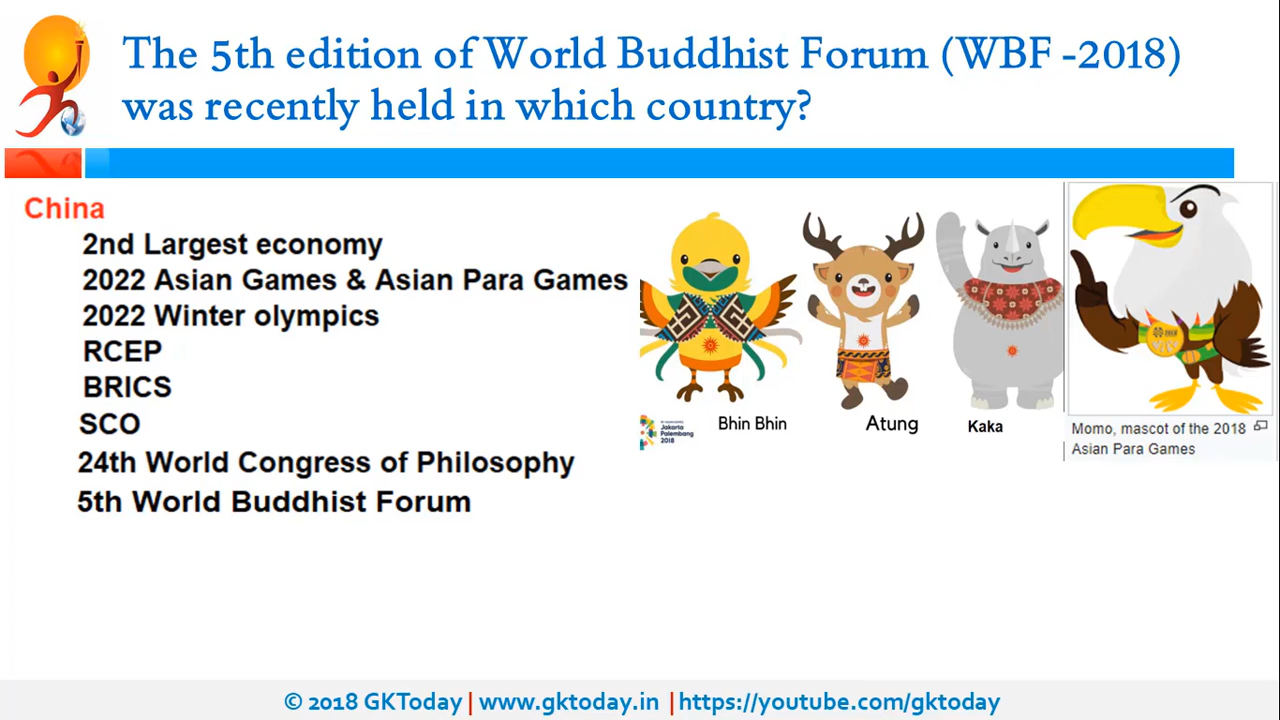 The 5th edition of World Buddhist Forum (WBF -2018)
was recently held in which country?
China
2nd Largest economy
2022 Asian Games & Asian Para Games
2022 Winter olympics
RCEP
BRICS
SCO
24th World Congress of Philosophy
5th World Buddhist Forum
Bhin Bhin
Atung
Kaka
Momo, mascot of the 2018
Asian Para Games
Jakarta
Palembang
2018
© 2018 GKToday | www.gktoday.in | https://youtube.com/gktoday